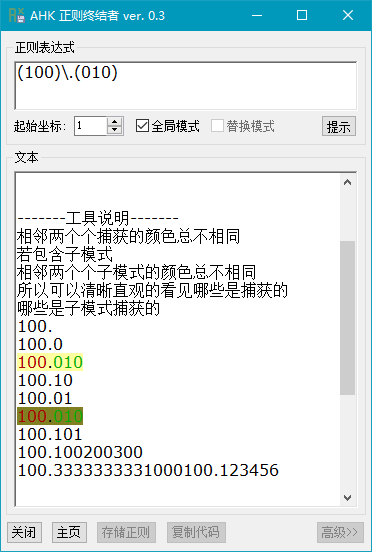 AHK 正则终结者 ver. 0.3
正则表达式
(100)\.(010)
起始坐标: 1 全局模式 替换模式 提示
文本
-------工具说明-------
相邻两个个捕获的颜色总不相同
若包含子模式
相邻两个个子模式的颜色总不相同
所以可以清晰直观的看见哪些是捕获的
哪些是子模式捕获的
100.
100.0
100.010
100.10
100.01
100.010
100.101
100.100200300
100.3333333331000100.123456
关闭 主页 存储正则 复制代码 高级>>